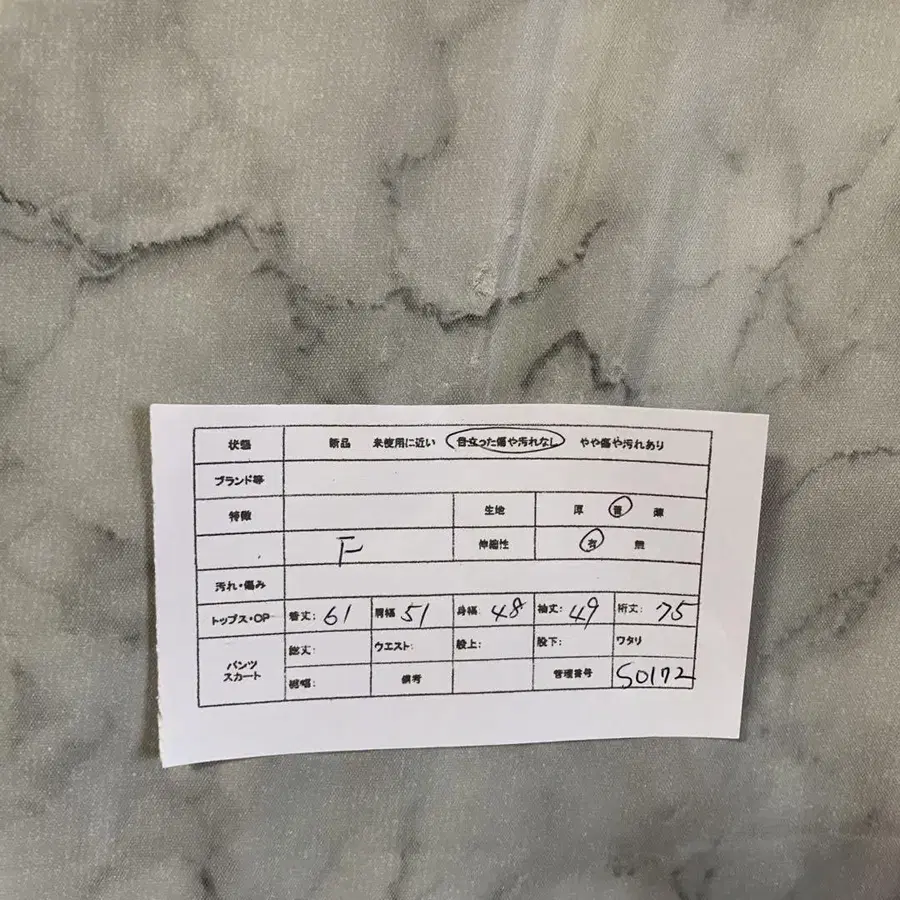 状態 新品 未使用に近い 目立った傷や汚れなし やや傷や汚れあり
ブランド等
特徴 生地 厚 普 薄
F 伸縮性 有 無
汚れ・傷み
トップス・OP 着丈: 61 肩幅 51 身幅: 48 袖丈: 49 裄丈: 75
パンツ スカート 総丈: ウエスト: 股上: 股下: ワタリ
裾幅: 備考 管理番号 S0172